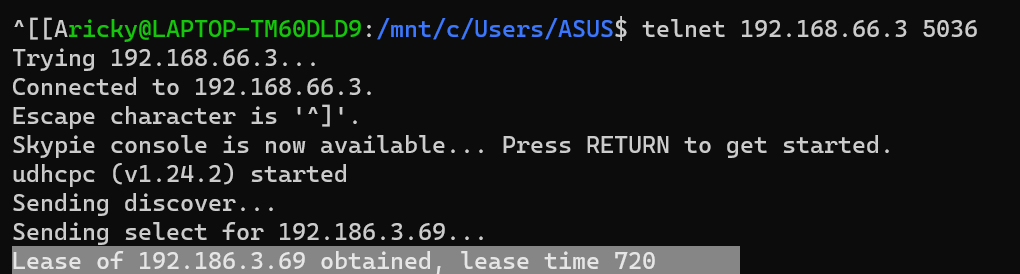 ^[[Aricky@LAPTOP-TM60DLD9:/mnt/c/Users/ASUS$ telnet 192.168.66.3 5036
Trying 192.168.66.3...
Connected to 192.168.66.3.
Escape character is '^]'.
Skypie console is now available... Press RETURN to get started.
udhcpc (v1.24.2) started
Sending discover...
Sending select for 192.186.3.69...
Lease of 192.186.3.69 obtained, lease time 720